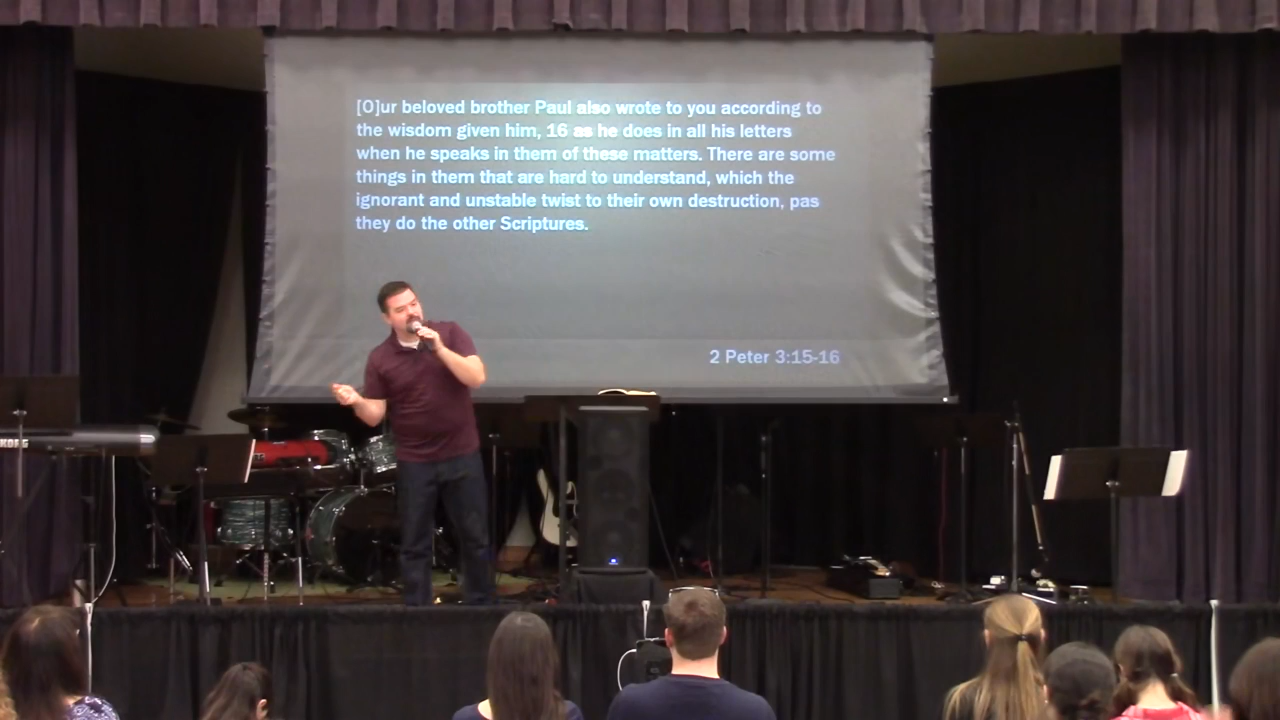 [O]ur beloved brother Paul also wrote to you according to
the wisdom given him, 16 as he does in all his letters
when he speaks in them of these matters. There are some
things in them that are hard to understand, which the
ignorant and unstable twist to their own destruction, pas
they do the other Scriptures.
2 Peter 3:15-16
KORG